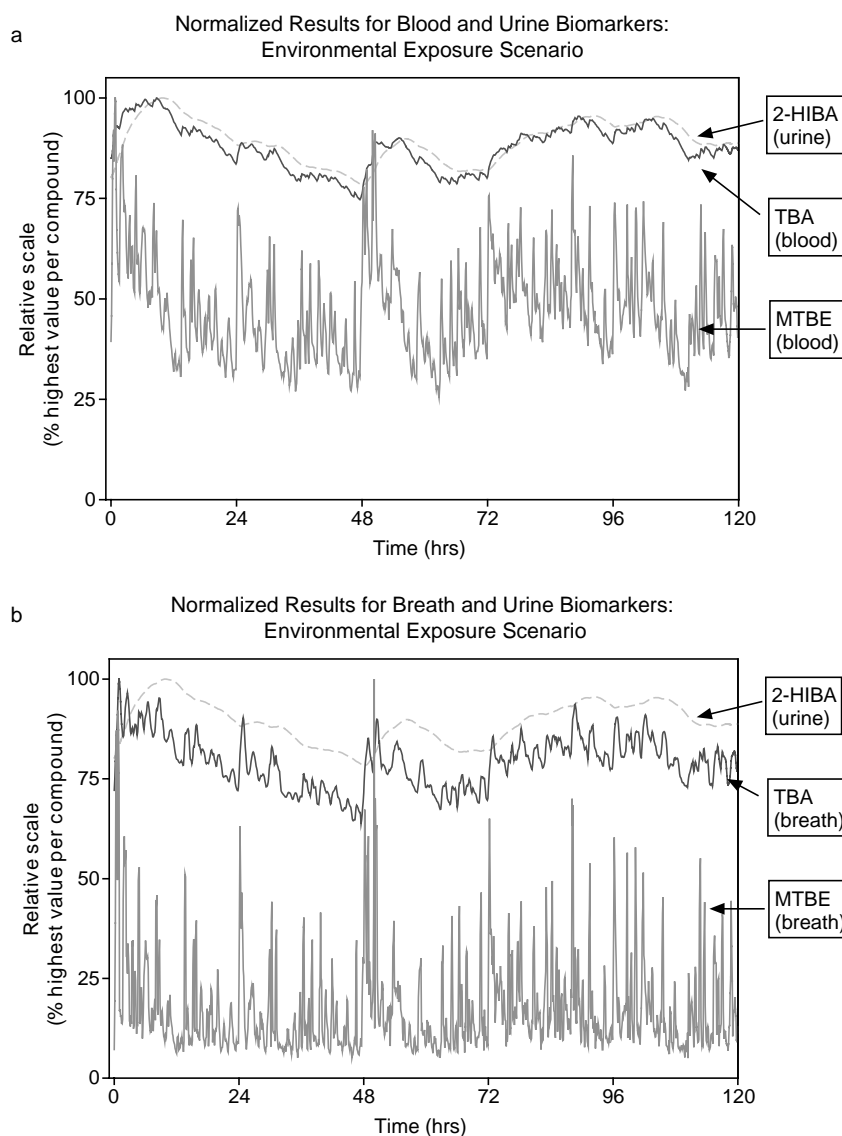 a
Normalized Results for Blood and Urine Biomarkers:
Environmental Exposure Scenario
Relative scale
(% highest value per compound)
100
75
50
25
0
0 24 48 72 96 120
Time (hrs)
2-HIBA
(urine)
TBA
(blood)
MTBE
(blood)
b
Normalized Results for Breath and Urine Biomarkers:
Environmental Exposure Scenario
Relative scale
(% highest value per compound)
100
75
50
25
0
0 24 48 72 96 120
Time (hrs)
2-HIBA
(urine)
TBA
(breath)
MTBE
(breath)